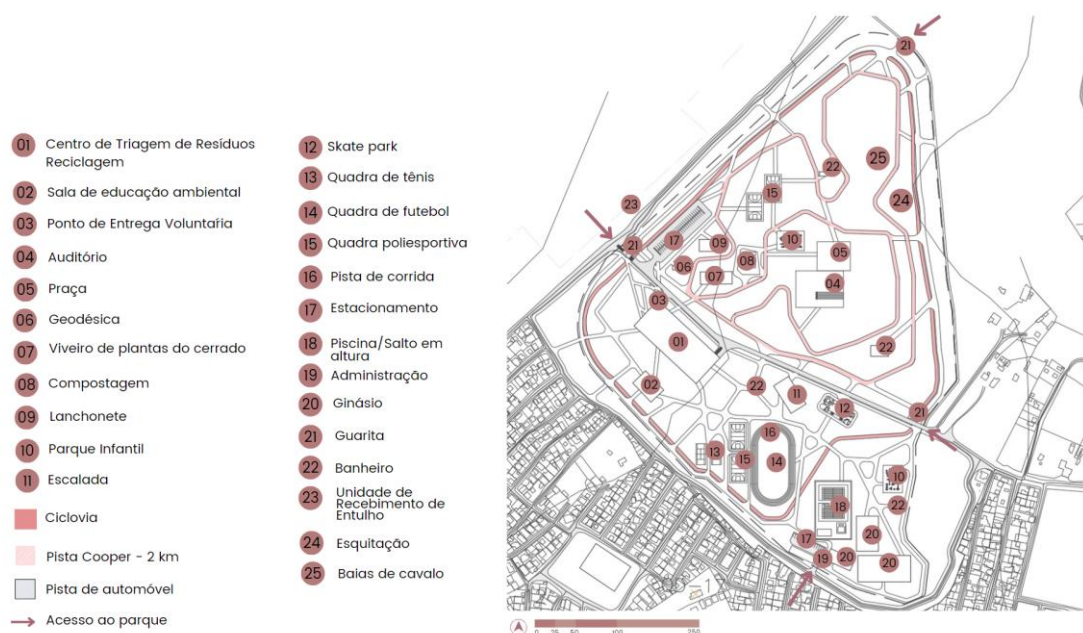 01 Centro de Triagem de Resíduos
Reciclagem
02 Sala de educação ambiental
03 Ponto de Entrega Voluntaŕia
04 Auditório
05 Praça
06 Geodésica
07 Viveiro de plantas do cerrado
08 Compostagem
09 Lanchonete
10 Parque Infantil
11 Escalada
Ciclovia
Pista Cooper - 2 km
Pista de automóvel
Acesso ao parque
12 Skate park
13 Quadra de tênis
14 Quadra de futebol
15 Quadra poliesportiva
16 Pista de corrida
17 Estacionamento
18 Piscina/Salto em
altura
19 Administração
20 Ginásio
21 Guarita
22 Banheiro
23 Unidade de
Recebimento de
Entulho
24 Esquitação
25 Baias de cavalo
21
25
22
15
24
23
21
17
09
10
05
06
07
08
04
03
01
22
02
22
11
12
21
16
13
15
14
10
18
22
17
20
19
20
20
0 25 50 100 250